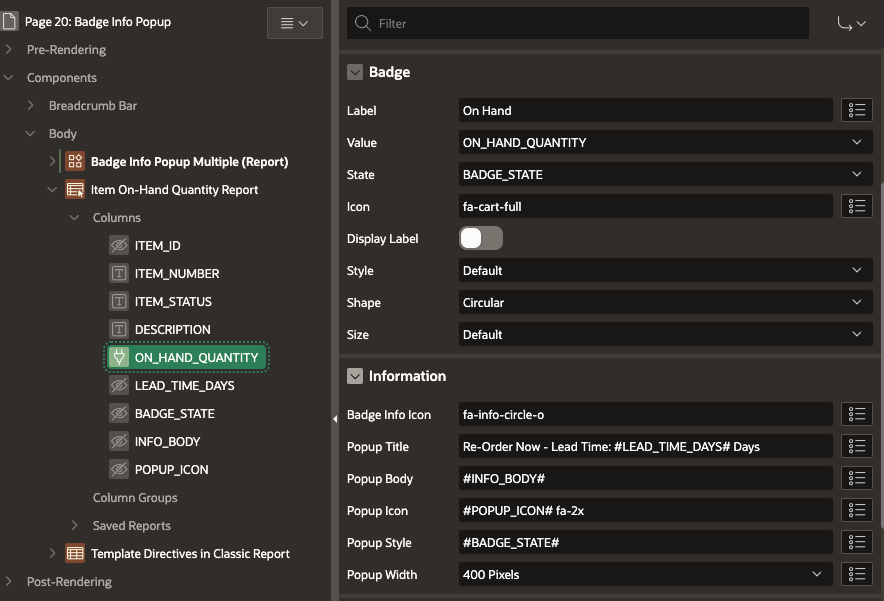 Page 20: Badge Info Popup
Pre-Rendering
Components
Breadcrumb Bar
Body
Badge Info Popup Multiple (Report)
Item On-Hand Quantity Report
Columns
ITEM_ID
ITEM_NUMBER
ITEM_STATUS
DESCRIPTION
ON_HAND_QUANTITY
LEAD_TIME_DAYS
BADGE_STATE
INFO_BODY
POPUP_ICON
Column Groups
Saved Reports
Template Directives in Classic Report
Post-Rendering
Filter
Badge
Label On Hand
Value ON_HAND_QUANTITY
State BADGE_STATE
Icon fa-cart-full
Display Label
Style Default
Shape Circular
Size Default
Information
Badge Info Icon fa-info-circle-o
Popup Title Re-Order Now - Lead Time: #LEAD_TIME_DAYS# Days
Popup Body #INFO_BODY#
Popup Icon #POPUP_ICON# fa-2x
Popup Style #BADGE_STATE#
Popup Width 400 Pixels